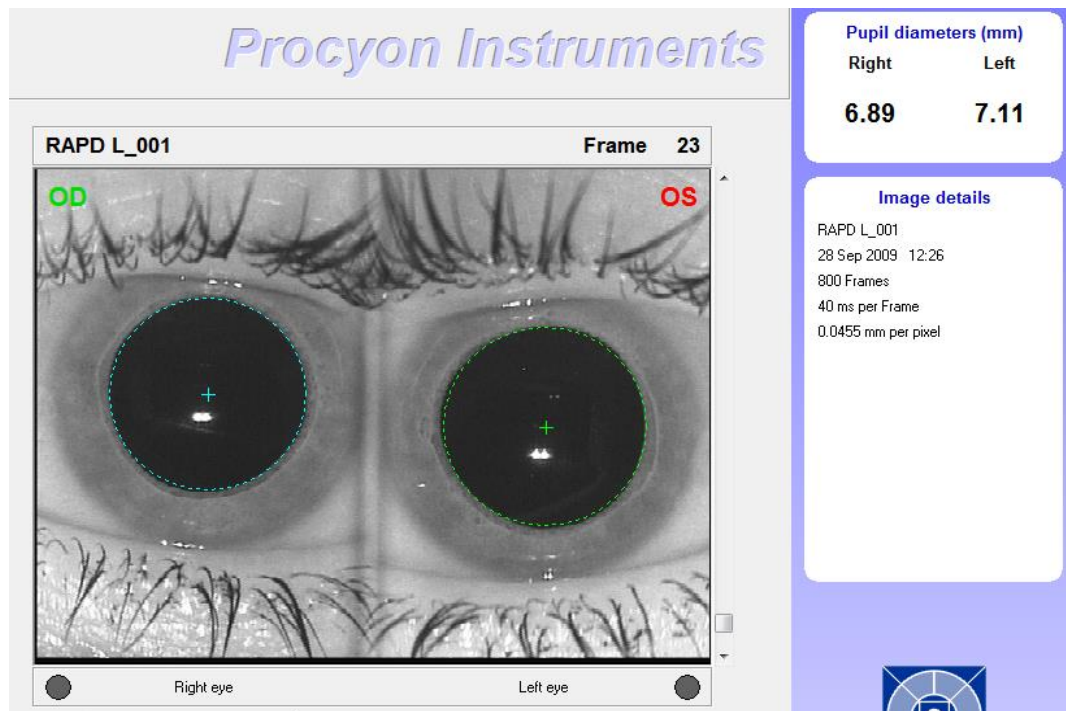 Procyon Instruments
RAPD L_001 Frame 23
OD OS
Right eye Left eye
Pupil diameters (mm)
Right Left
6.89 7.11
Image details
RAPD L_001
28 Sep 2009 12:26
800 Frames
40 ms per Frame
0.0455 mm per pixel